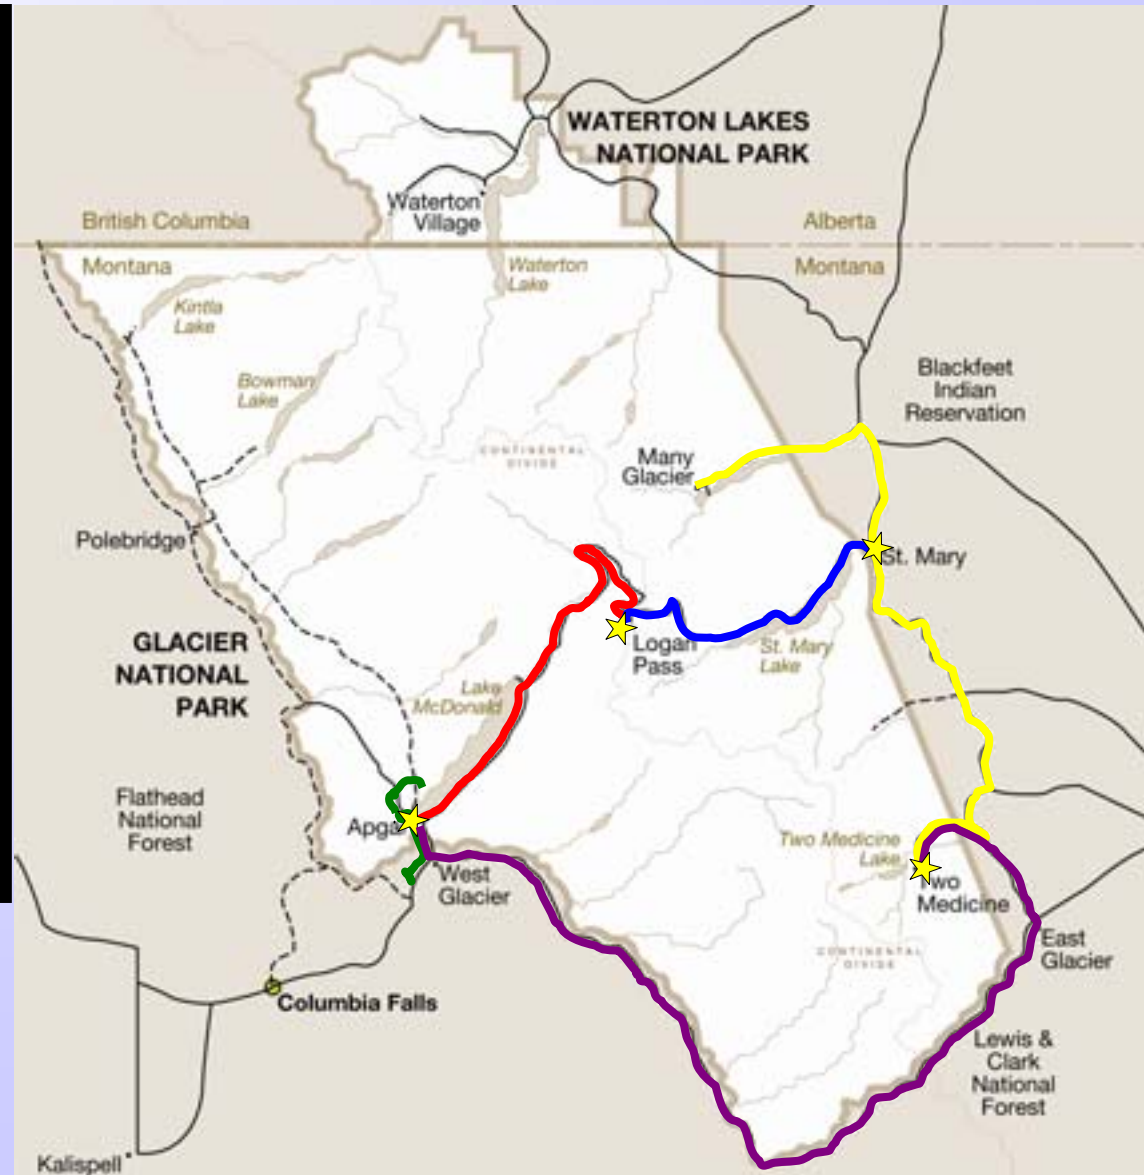 WATERTON LAKES
NATIONAL PARK
Waterton
Village
British Columbia
Alberta
Montana
Montana
Waterton
Lake
Kintla
Lake
Bowman
Lake
Blackfeet
Indian
Reservation
CONTINENTAL
DIVIDE
Many
Glacier
Polebridge
St. Mary
GLACIER
NATIONAL
PARK
Logan
Pass
St. Mary
Lake
Lake
McDonald
Flathead
National
Forest
Apga
Two Medicine
Lake
West
Glacier
Two
Medicine
East
Glacier
CONTINENTAL
DIVIDE
Columbia Falls
Lewis &
Clark
National
Forest
Kalispell